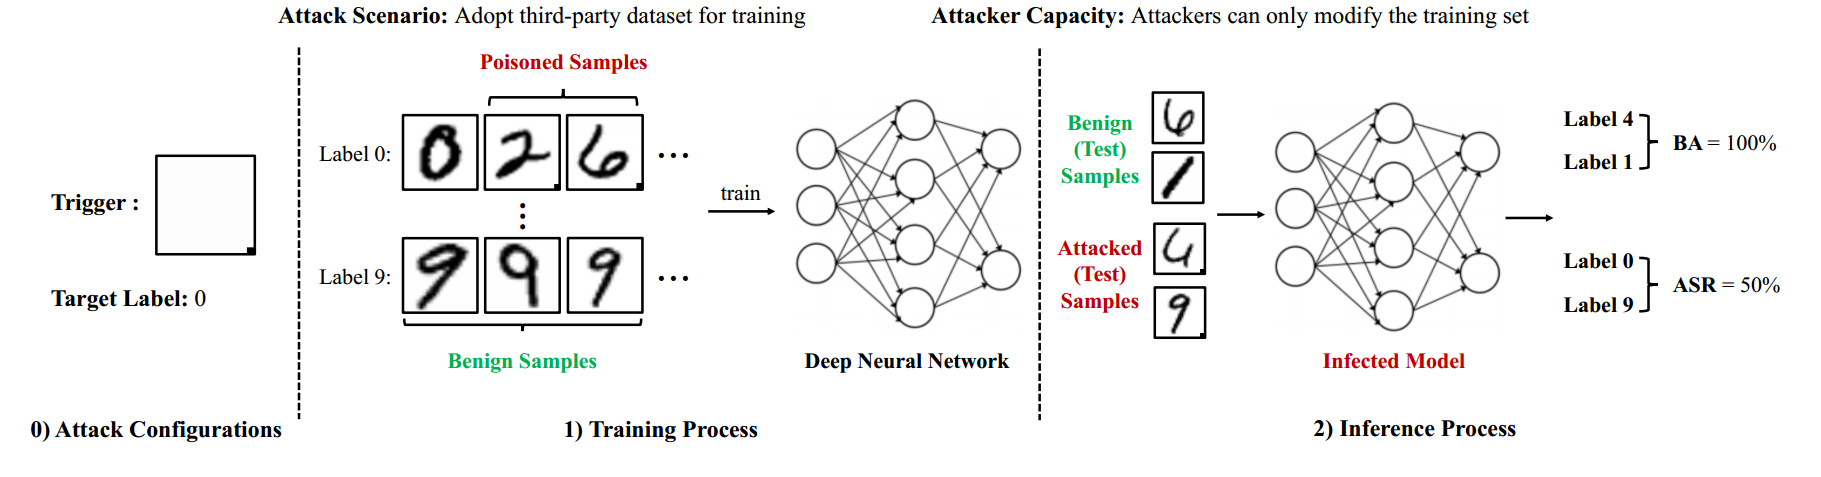 Attack Scenario: Adopt third-party dataset for training
Attacker Capacity: Attackers can only modify the training set
Trigger :
Target Label: 0
0) Attack Configurations
Poisoned Samples
Label 0:
0 2 6 ...
Label 9:
9 9 9 ...
Benign Samples
train
Deep Neural Network
1) Training Process
Benign
(Test)
Samples
6
1
Attacked
(Test)
Samples
4
9
Infected Model
Label 4
Label 1
BA = 100%
Label 0
Label 9
ASR = 50%
2) Inference Process